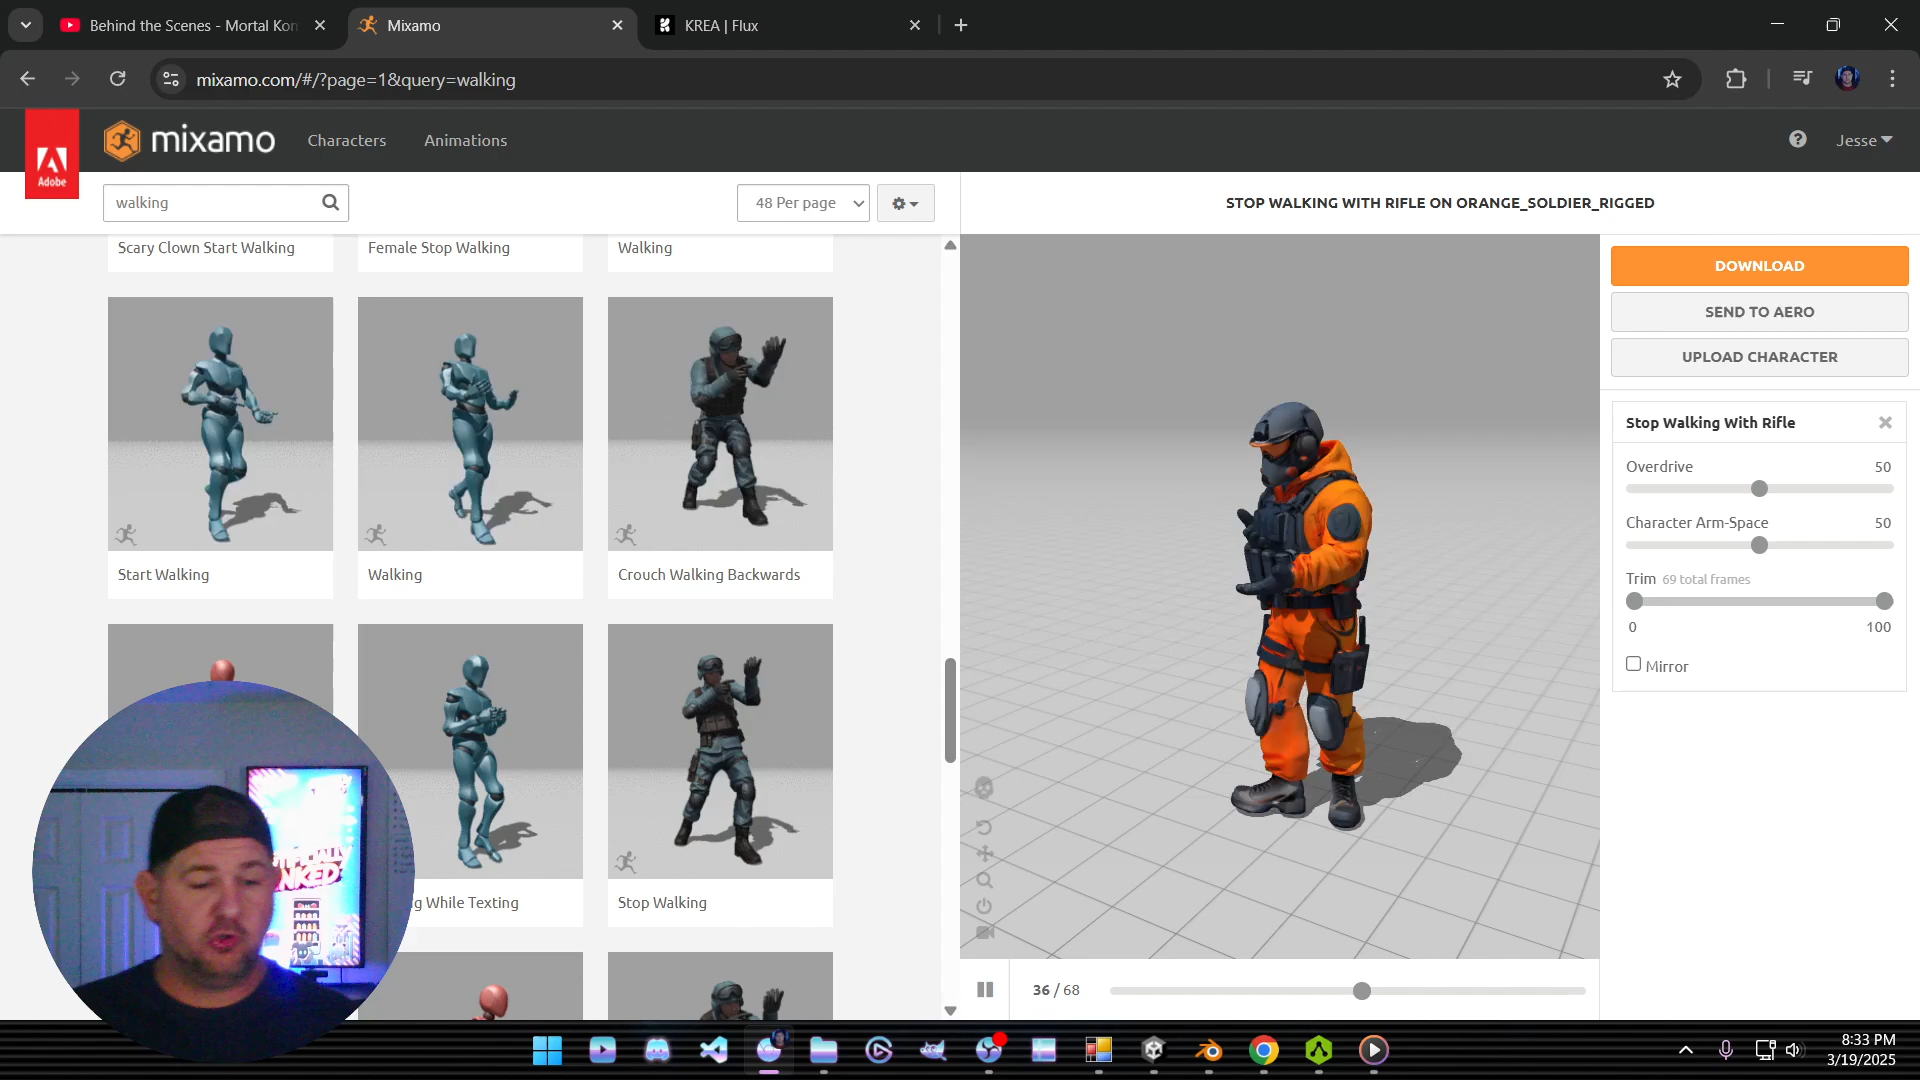 Behind the Scenes - Mortal Kon
Mixamo
KREA | Flux
mixamo.com/#/?page=1&query=walking
Adobe
mixamo
Characters
Animations
Jesse
walking
48 Per page
STOP WALKING WITH RIFLE ON ORANGE_SOLDIER_RIGGED
Scary Clown Start Walking
Female Stop Walking
Walking
DOWNLOAD
SEND TO AERO
UPLOAD CHARACTER
Stop Walking With Rifle
Overdrive 50
Character Arm-Space 50
Trim 69 total frames
0 100
Mirror
Start Walking
Walking
Crouch Walking Backwards
g While Texting
Stop Walking
36 / 68
8:33 PM
3/19/2025